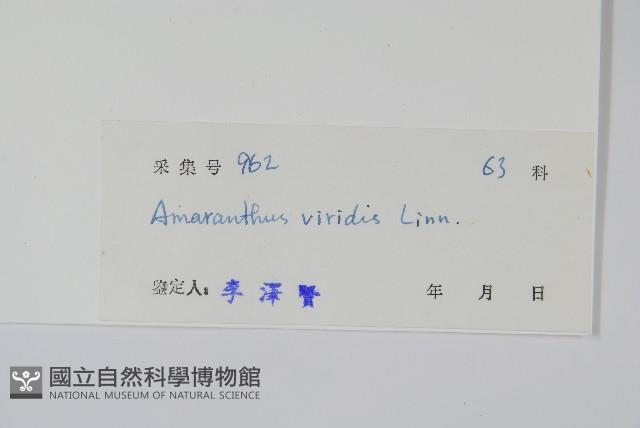 采集号 962 63 科
Amaranthus viridis Linn.
鉴定人: 李泽賢 年 月 日
國立自然科學博物館
NATIONAL MUSEUM OF NATURAL SCIENCE